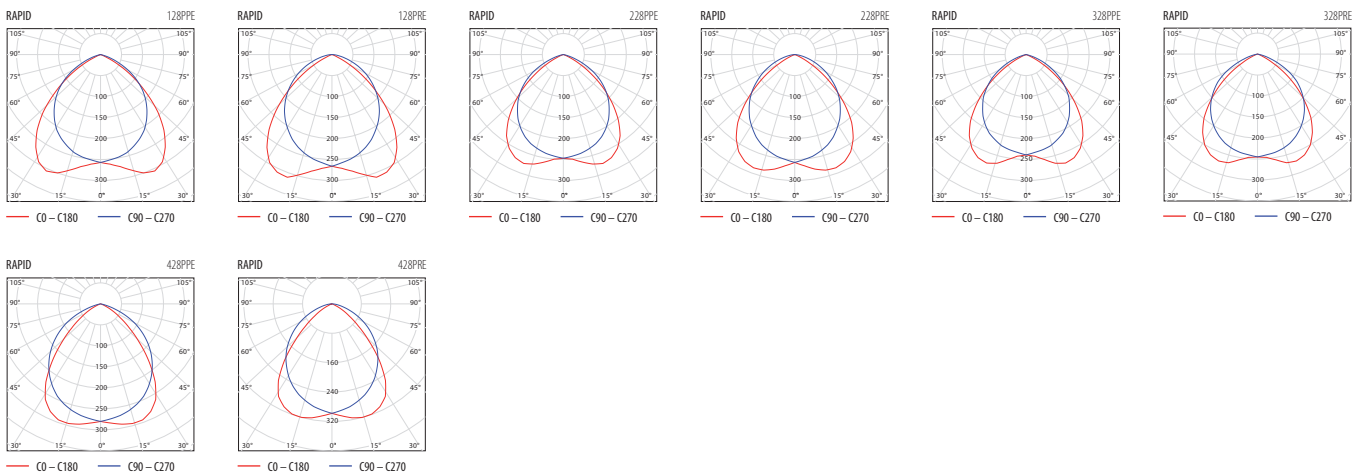 RAPID 128PPE
105° 105°
90° 90°
75° 75°
60° 60°
100
150
45° 200 45°
250
300
30° 15° 0° 15° 30°
C0 – C180 C90 – C270
RAPID 128PRE
105° 105°
90° 90°
75° 75°
60° 60°
100
150
45° 200 45°
250
300
30° 15° 0° 15° 30°
C0 – C180 C90 – C270
RAPID 228PPE
105° 105°
90° 90°
75° 75°
60° 60°
100
150
45° 200 45°
250
300
30° 15° 0° 15° 30°
C0 – C180 C90 – C270
RAPID 228PRE
105° 105°
90° 90°
75° 75°
60° 60°
100
150
45° 200 45°
250
300
30° 15° 0° 15° 30°
C0 – C180 C90 – C270
RAPID 328PPE
105° 105°
90° 90°
75° 75°
60° 60°
100
150
45° 200 45°
250
300
30° 15° 0° 15° 30°
C0 – C180 C90 – C270
RAPID 328PRE
105° 105°
90° 90°
75° 75°
60° 60°
100
150
45° 200 45°
250
300
30° 15° 0° 15° 30°
C0 – C180 C90 – C270
RAPID 428PPE
105° 105°
90° 90°
75° 75°
100
60° 60°
150
45° 200 45°
250
300
30° 15° 0° 15° 30°
C0 – C180 C90 – C270
RAPID 428PRE
105° 105°
90° 90°
75° 75°
60° 60°
160
45° 45°
240
320
30° 15° 0° 15° 30°
C0 – C180 C90 – C270